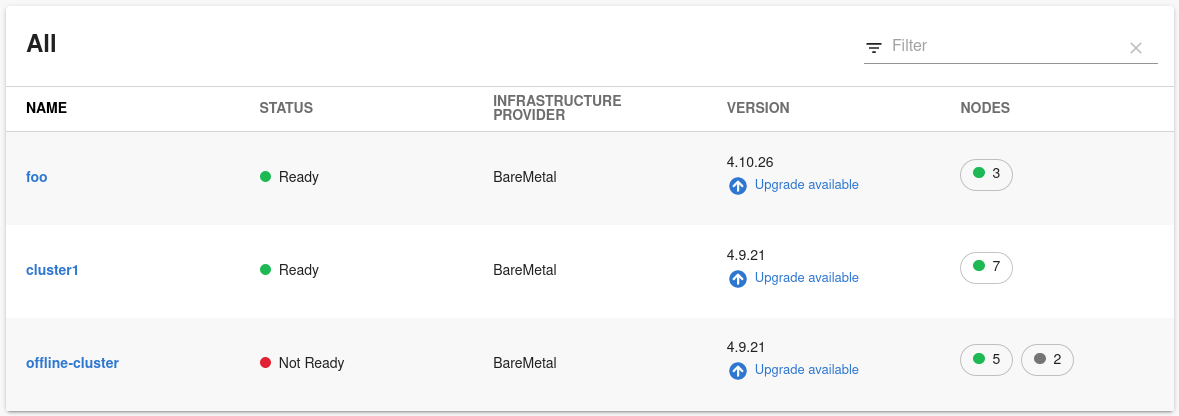 All
Filter
NAME STATUS INFRASTRUCTURE PROVIDER VERSION NODES
foo Ready BareMetal 4.10.26 3
Upgrade available
cluster1 Ready BareMetal 4.9.21 7
Upgrade available
offline-cluster Not Ready BareMetal 4.9.21 5 2
Upgrade available